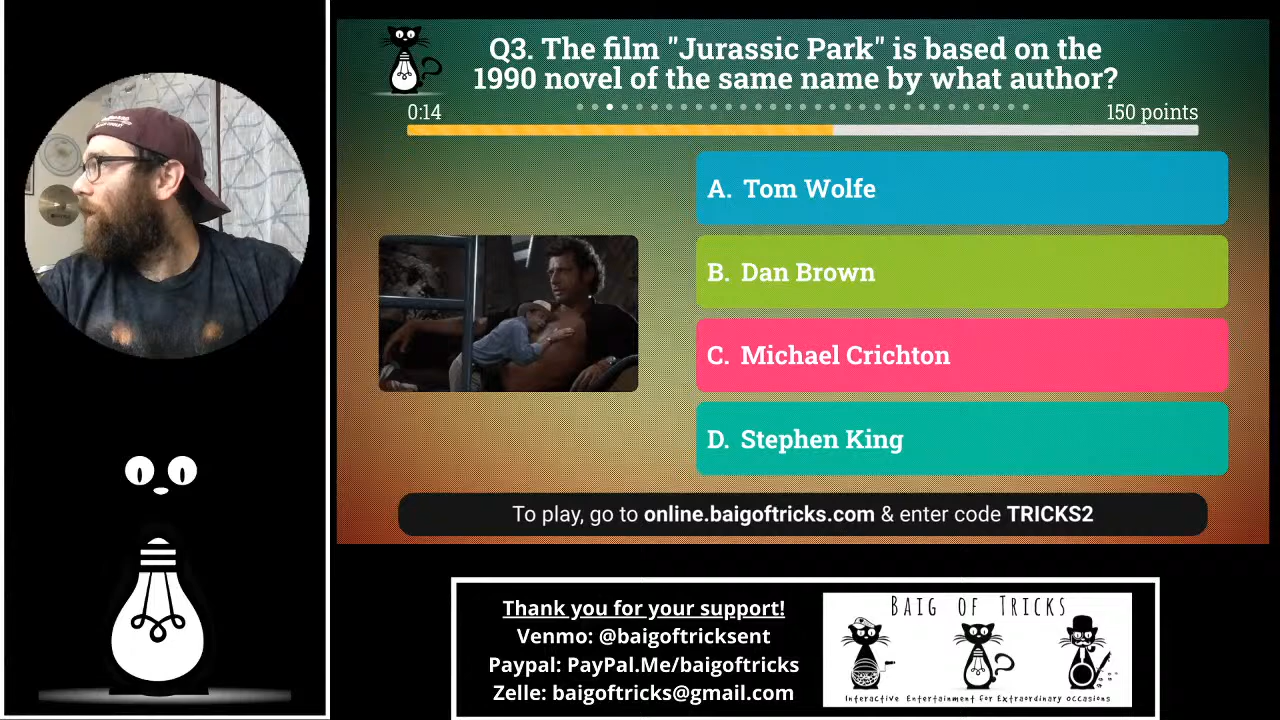 Q3. The film "Jurassic Park" is based on the
1990 novel of the same name by what author?
0:14
150 points
A. Tom Wolfe
B. Dan Brown
C. Michael Crichton
D. Stephen King
To play, go to online.baigoftricks.com & enter code TRICKS2
Thank you for your support!
Venmo: @baigoftricksent
Paypal: PayPal.Me/baigoftricks
Zelle: baigoftricks@gmail.com
BAIG OF TRICKS
Interactive Entertainment for Extraordinary occasions